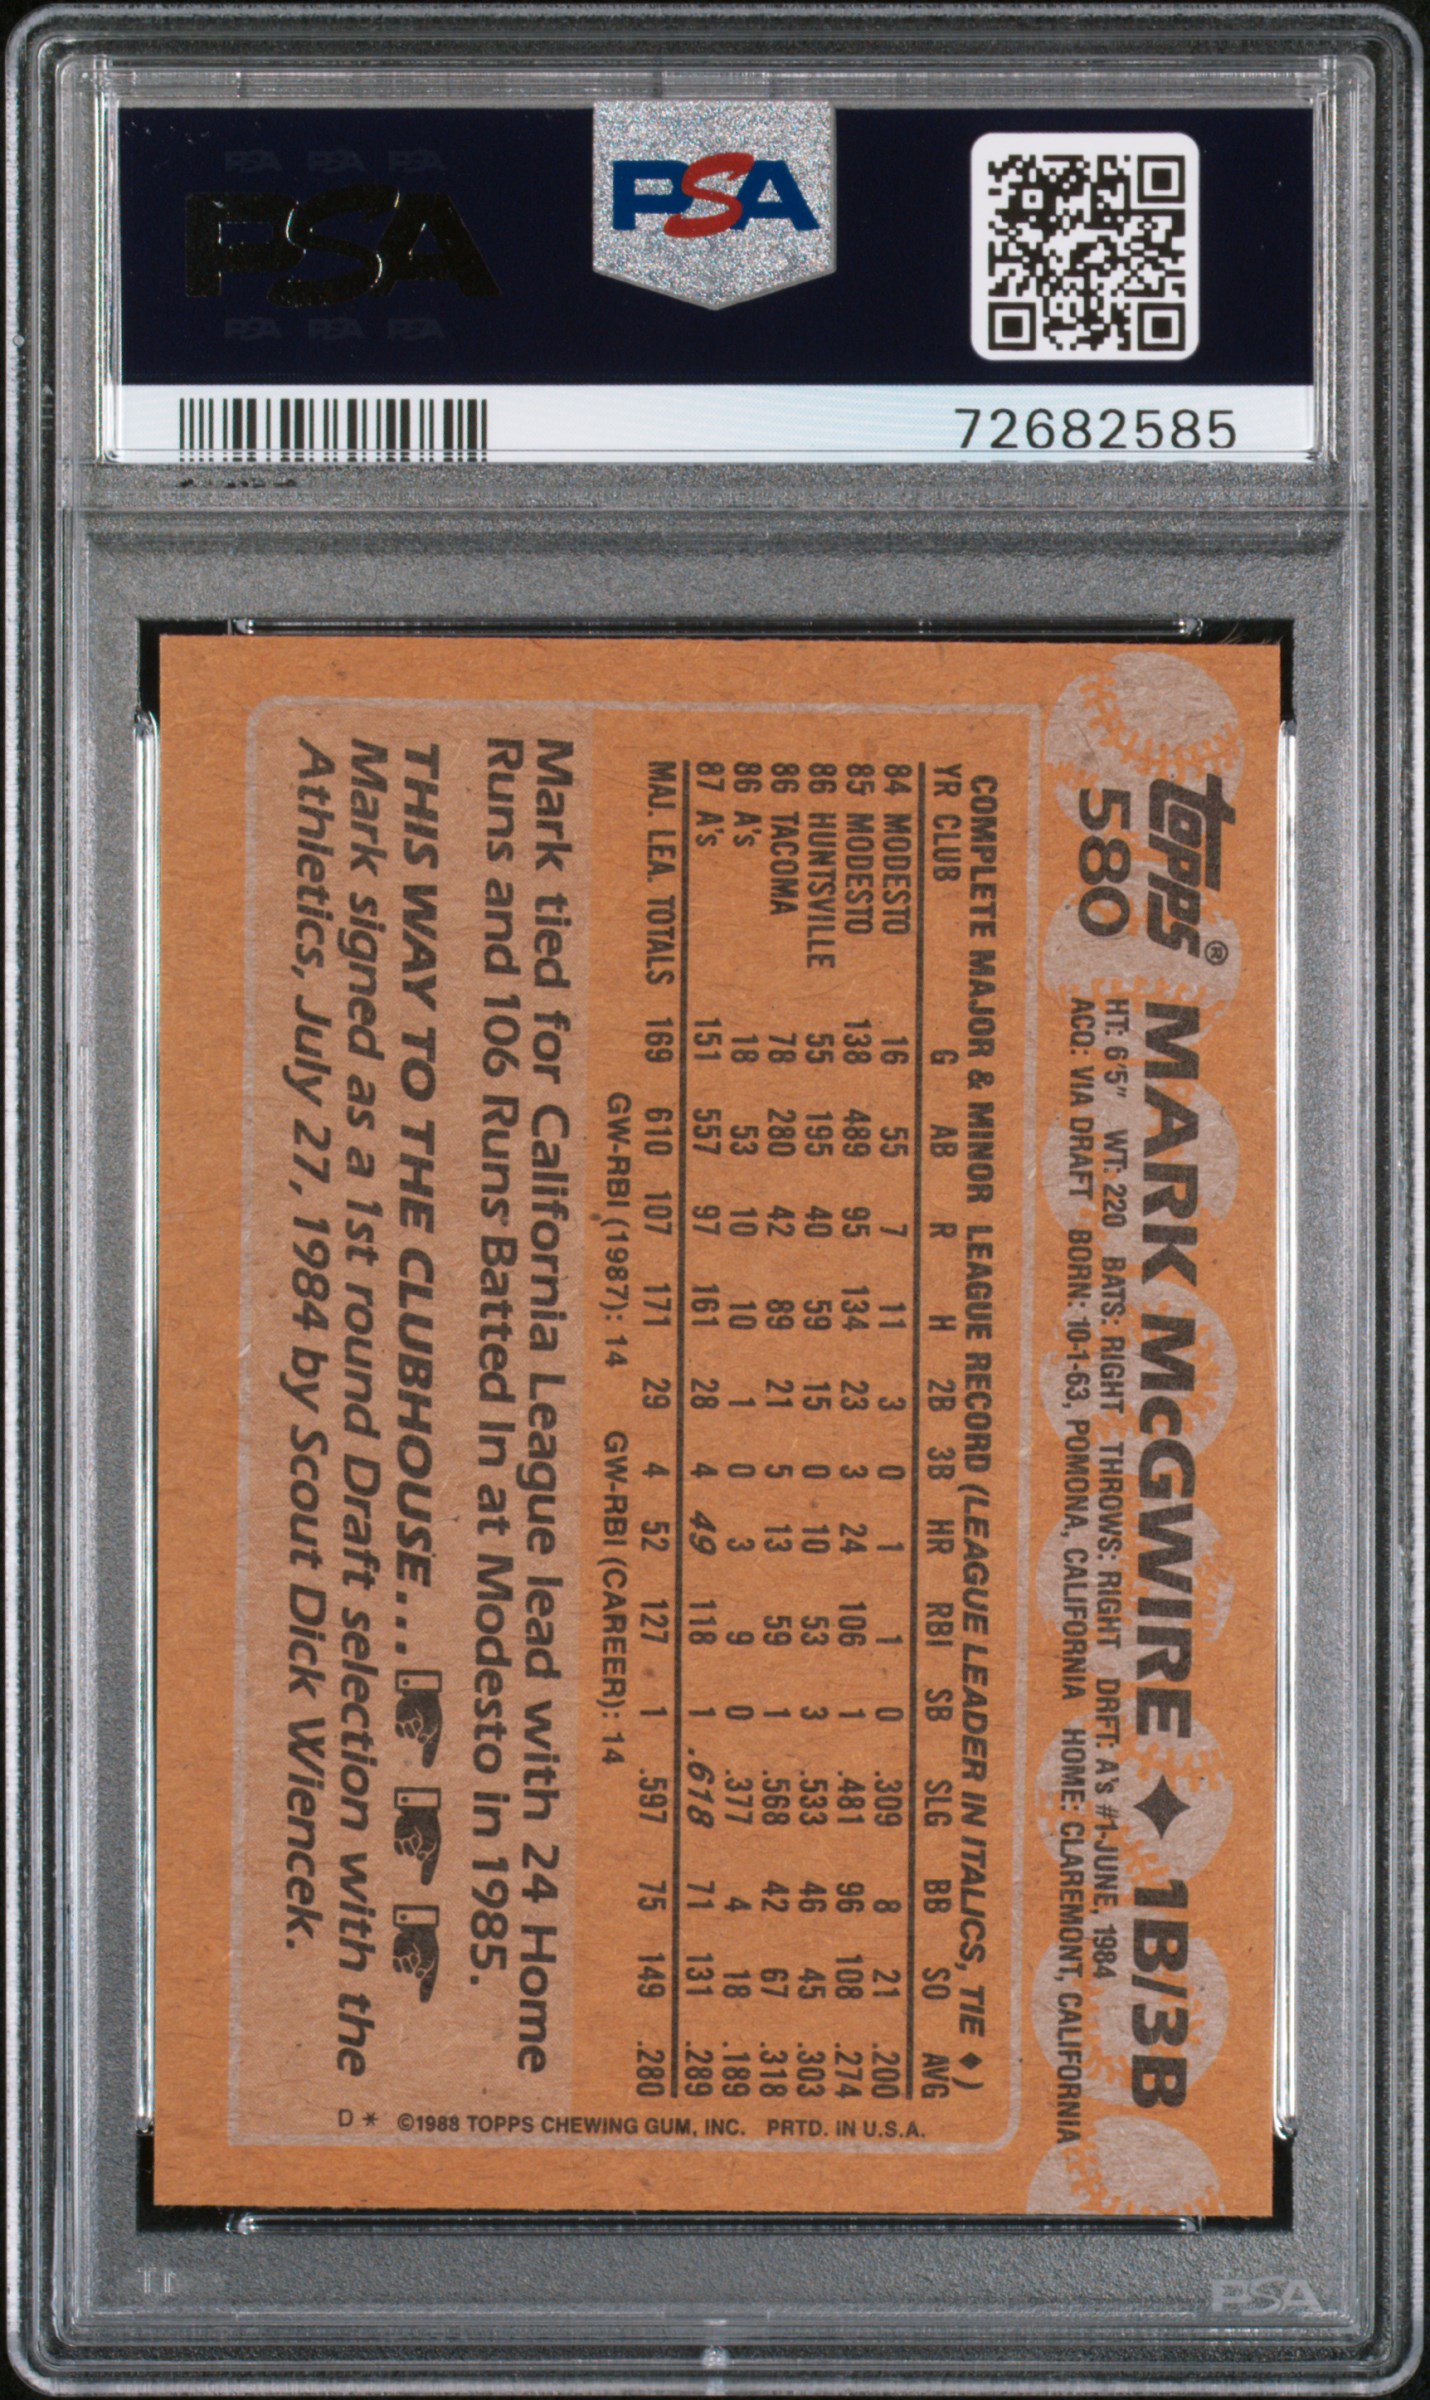 PSA PSA PSA
PSA
PSA PSA PSA
PSA
72682585
topps®
580
MARK McGWIRE ♦ 1B/3B
HT: 6'5" WT: 220 BATS: RIGHT THROWS: RIGHT DRFT: A's #1-JUNE, 1984
ACQ: VIA DRAFT BORN: 10-1-63, POMONA, CALIFORNIA HOME: CLAREMONT, CALIFORNIA
COMPLETE MAJOR & MINOR LEAGUE RECORD (LEAGUE LEADER IN ITALICS, TIE ♦)
YR CLUB G AB R H 2B 3B HR RBI SB SLG BB SO AVG
84 MODESTO 16 55 7 11 3 0 1 1 0 .309 8 21 .200
85 MODESTO 138 489 95 134 23 3 24 106 1 .481 96 108 .274
86 HUNTSVILLE 55 195 40 59 15 0 10 53 3 .533 46 45 .303
86 TACOMA 78 280 42 89 21 5 13 59 1 .568 42 67 .318
86 A's 18 53 10 10 1 0 3 9 0 .377 4 18 .189
87 A's 151 557 97 161 28 4 49 118 1 .618 71 131 .289
MAJ. LEA. TOTALS 169 610 107 171 29 4 52 127 1 .597 75 149 .280
GW-RBI (1987): 14 GW-RBI (CAREER): 14
Mark tied for California League lead with 24 Home
Runs and 106 Runs Batted In at Modesto in 1985.
THIS WAY TO THE CLUBHOUSE...
Mark signed as a 1st round Draft selection with the
Athletics, July 27, 1984 by Scout Dick Wiencek.
D * ©1988 TOPPS CHEWING GUM, INC. PRTD. IN U.S.A.
PSA